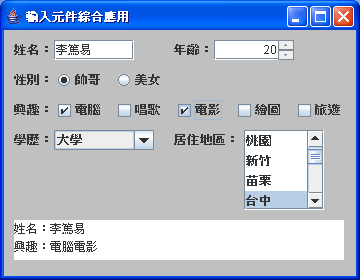 輸入元件綜合應用
姓名： 李篤易 年齡： 20
性別： 帥哥 美女
興趣： 電腦 唱歌 電影 繪圖 旅遊
學歷： 大學 居住地區： 桃園
新竹
苗栗
台中
姓名：李篤易
興趣：電腦電影